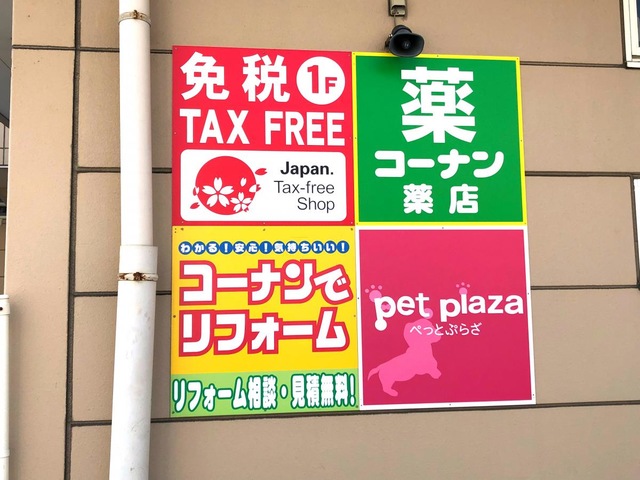 免税 1F
TAX FREE
Japan.
Tax-free
Shop
薬
コーナン
薬店
わかる!安心!気持ちいい!
コーナンで
リフォーム
リフォーム相談・見積無料!
pet plaza
ぺっとぷらざ